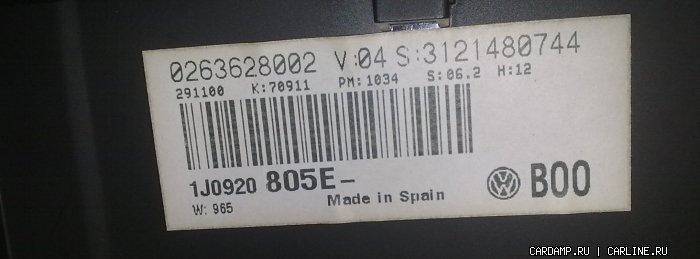 0263628002 V:04 S:3121480744
291100 K:70911 PM:1034 S:06.2 H:12
1J0920 805E-
Made in Spain
B00
W: 965
CARDAMP.RU | CARLINE.RU